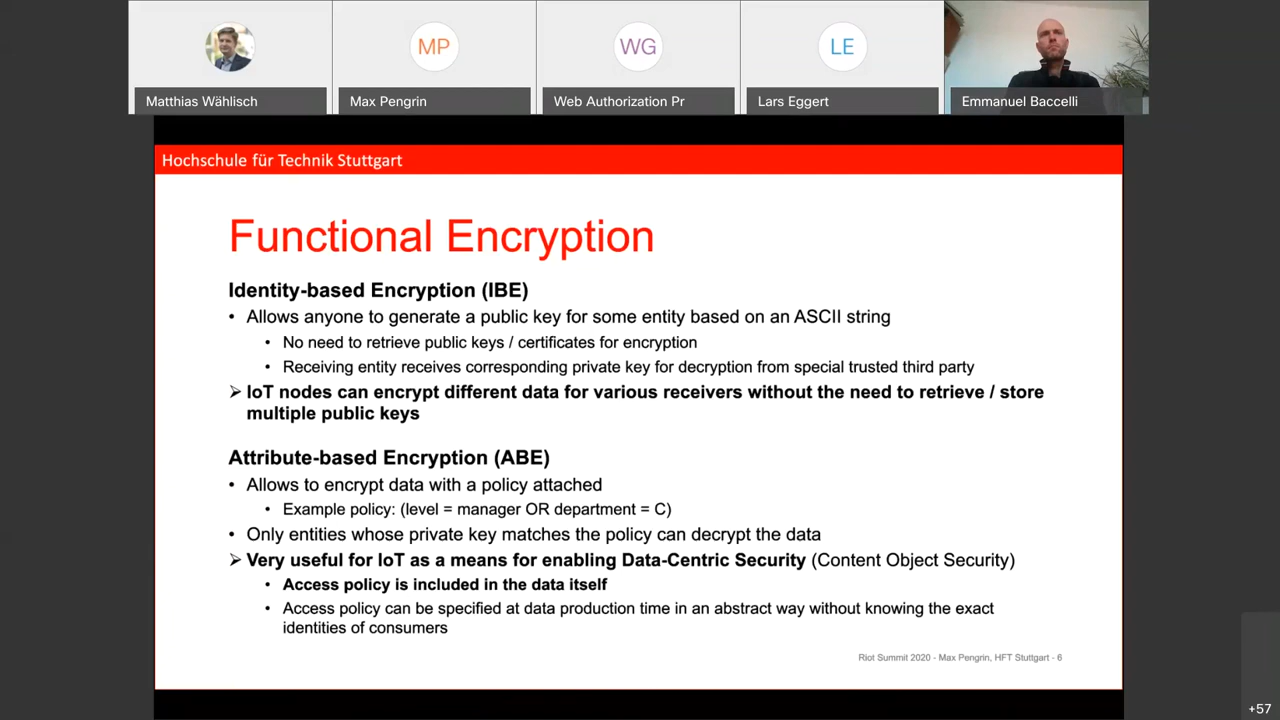 MP
WG
LE
Matthias Wählisch
Max Pengrin
Web Authorization Pr
Lars Eggert
Emmanuel Baccelli
Hochschule für Technik Stuttgart
Functional Encryption
Identity-based Encryption (IBE)
• Allows anyone to generate a public key for some entity based on an ASCII string
• No need to retrieve public keys / certificates for encryption
• Receiving entity receives corresponding private key for decryption from special trusted third party
➢ IoT nodes can encrypt different data for various receivers without the need to retrieve / store
multiple public keys
Attribute-based Encryption (ABE)
• Allows to encrypt data with a policy attached
• Example policy: (level = manager OR department = C)
• Only entities whose private key matches the policy can decrypt the data
➢ Very useful for IoT as a means for enabling Data-Centric Security (Content Object Security)
• Access policy is included in the data itself
• Access policy can be specified at data production time in an abstract way without knowing the exact
identities of consumers
Riot Summit 2020 - Max Pengrin, HFT Stuttgart - 6
+57